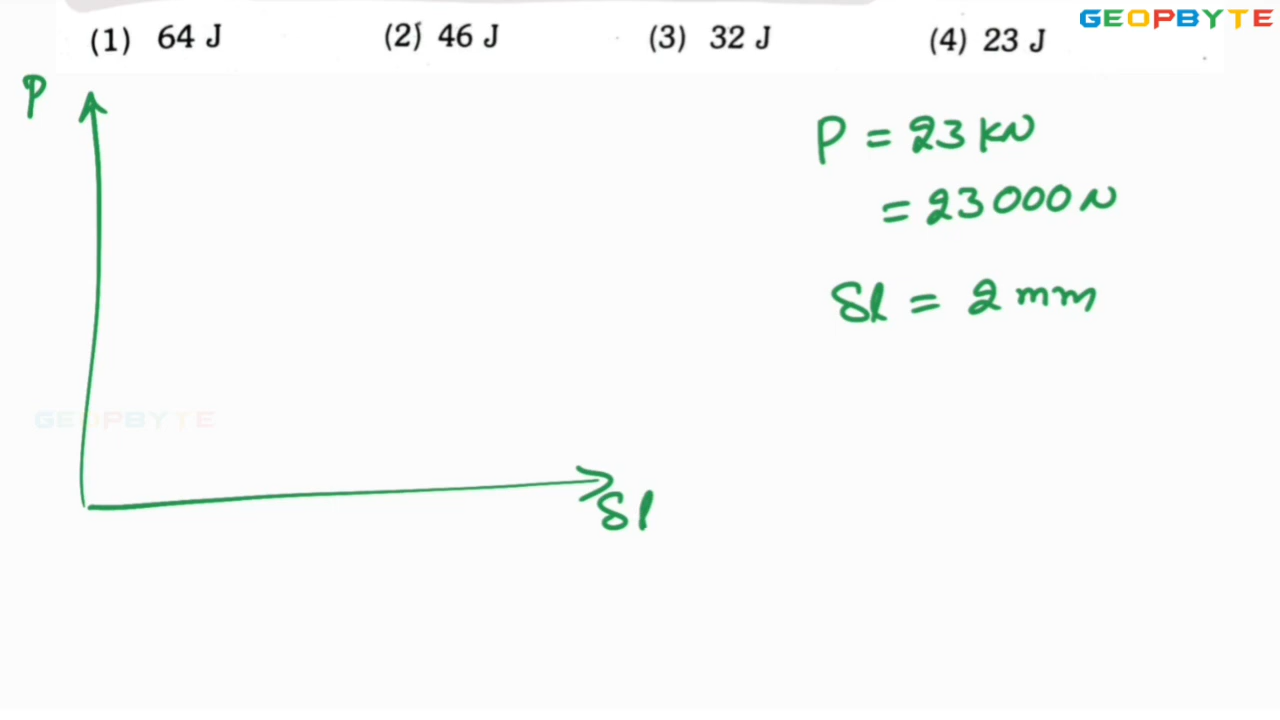 GEOPBYTE
(1) 64 J (2) 46 J (3) 32 J (4) 23 J
P
P = 23 kN
= 23000 N
δl = 2 mm
GEOPBYTE
δl